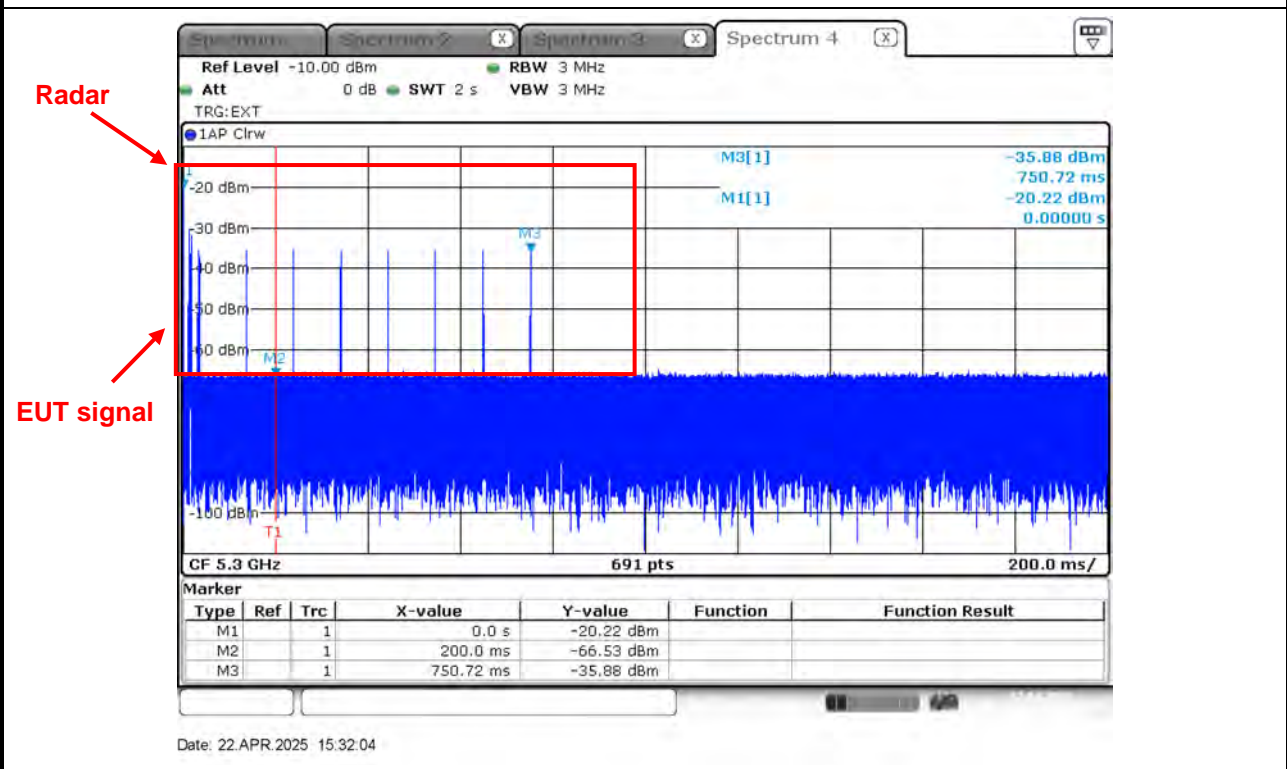 Spectrum Spectrum 2 X Spectrum 3 X Spectrum 4 X
Ref Level -10.00 dBm RBW 3 MHz
Att 0 dB SWT 2 s VBW 3 MHz
TRG:EXT
1AP Clrw
Radar
EUT signal
M3[1] -35.88 dBm
750.72 ms
M1[1] -20.22 dBm
0.00000 s
-20 dBm
-30 dBm
M3
-40 dBm
-50 dBm
-60 dBm
M2
-100 dBm
T1
CF 5.3 GHz 691 pts 200.0 ms/
Marker
Type Ref Trc X-value Y-value Function Function Result
M1 1 0.0 s -20.22 dBm
M2 1 200.0 ms -66.53 dBm
M3 1 750.72 ms -35.88 dBm
Date: 22.APR.2025 15:32:04